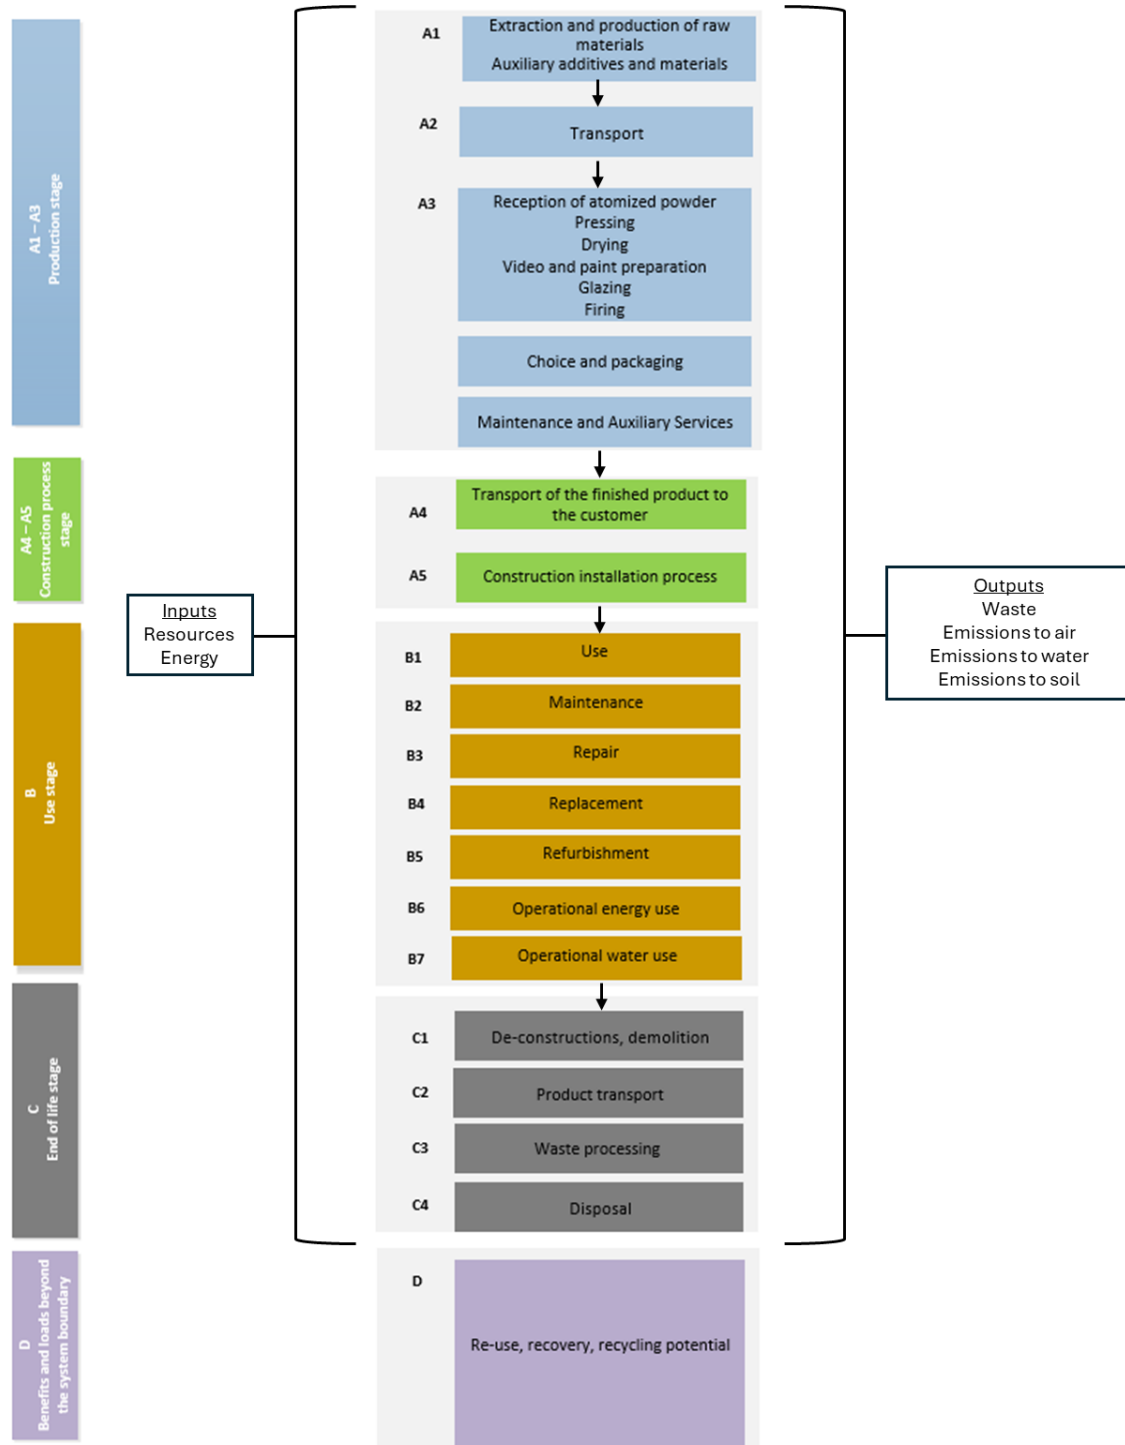 A1 – A3
Production stage
A1
Extraction and production of raw
materials
Auxiliary additives and materials
A2
Transport
A3
Reception of atomized powder
Pressing
Drying
Video and paint preparation
Glazing
Firing
Choice and packaging
Maintenance and Auxiliary Services
A4 – A5
Construction process
stage
A4
Transport of the finished product to
the customer
A5
Construction installation process
Inputs
Resources
Energy
Outputs
Waste
Emissions to air
Emissions to water
Emissions to soil
B
Use stage
B1
Use
B2
Maintenance
B3
Repair
B4
Replacement
B5
Refurbishment
B6
Operational energy use
B7
Operational water use
C
End of life stage
C1
De-constructions, demolition
C2
Product transport
C3
Waste processing
C4
Disposal
D
Benefits and loads beyond
the system boundary
D
Re-use, recovery, recycling potential